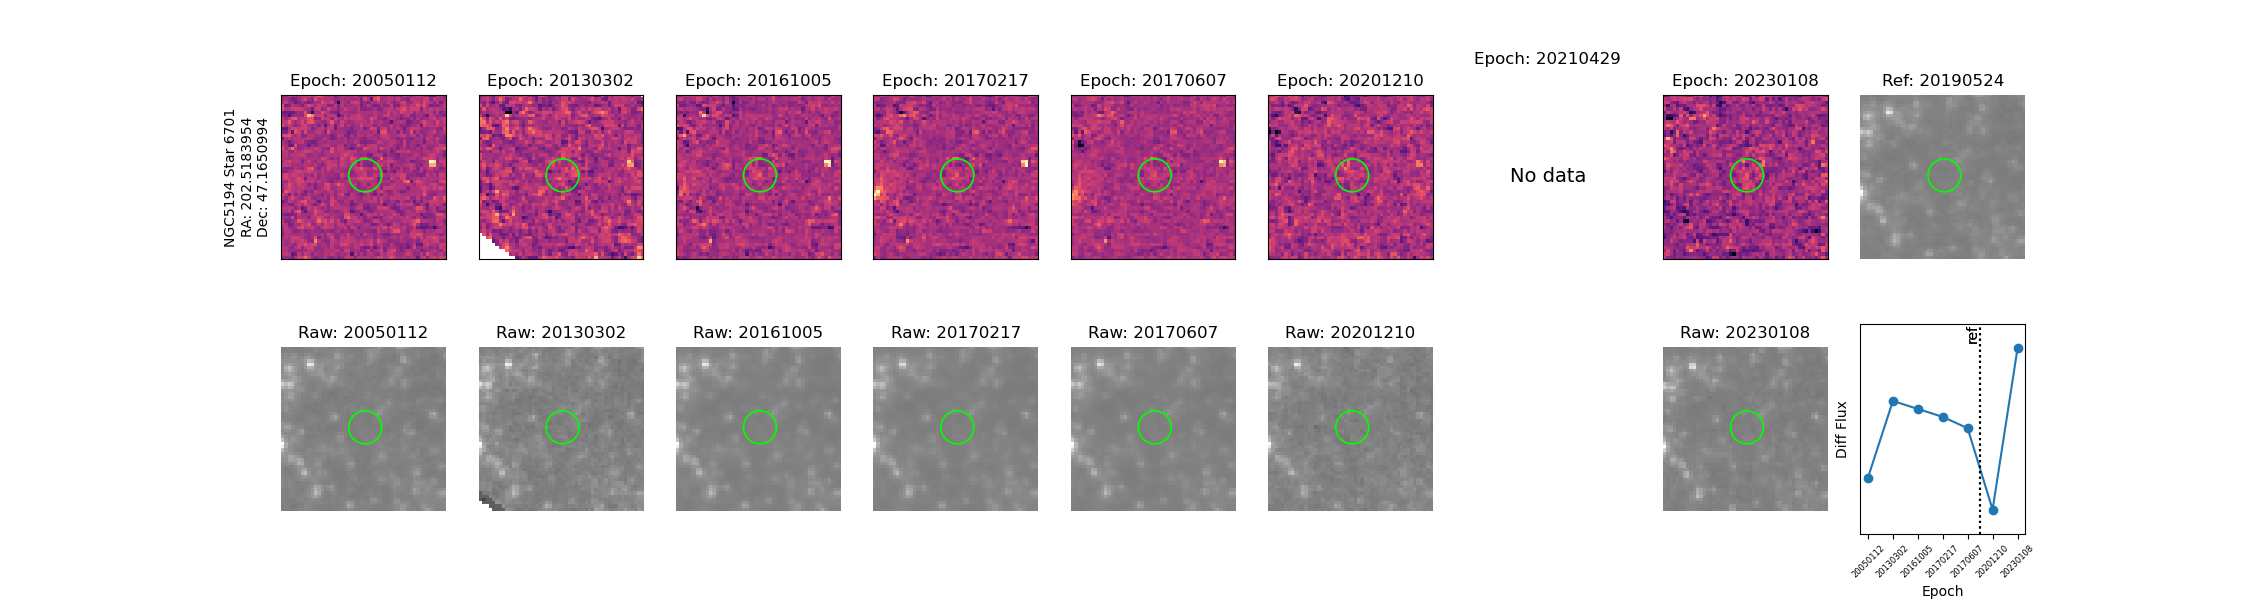 Epoch: 20050112
Epoch: 20130302
Epoch: 20161005
Epoch: 20170217
Epoch: 20170607
Epoch: 20201210
Epoch: 20210429
Epoch: 20230108
Ref: 20190524
NGC5194 Star 6701
RA: 202.5183954
Dec: 47.1650994
No data
Raw: 20050112
Raw: 20130302
Raw: 20161005
Raw: 20170217
Raw: 20170607
Raw: 20201210
Raw: 20230108
ref
Diff Flux
20050112
20130302
20161005
20170217
20170607
20201210
20230108
Epoch